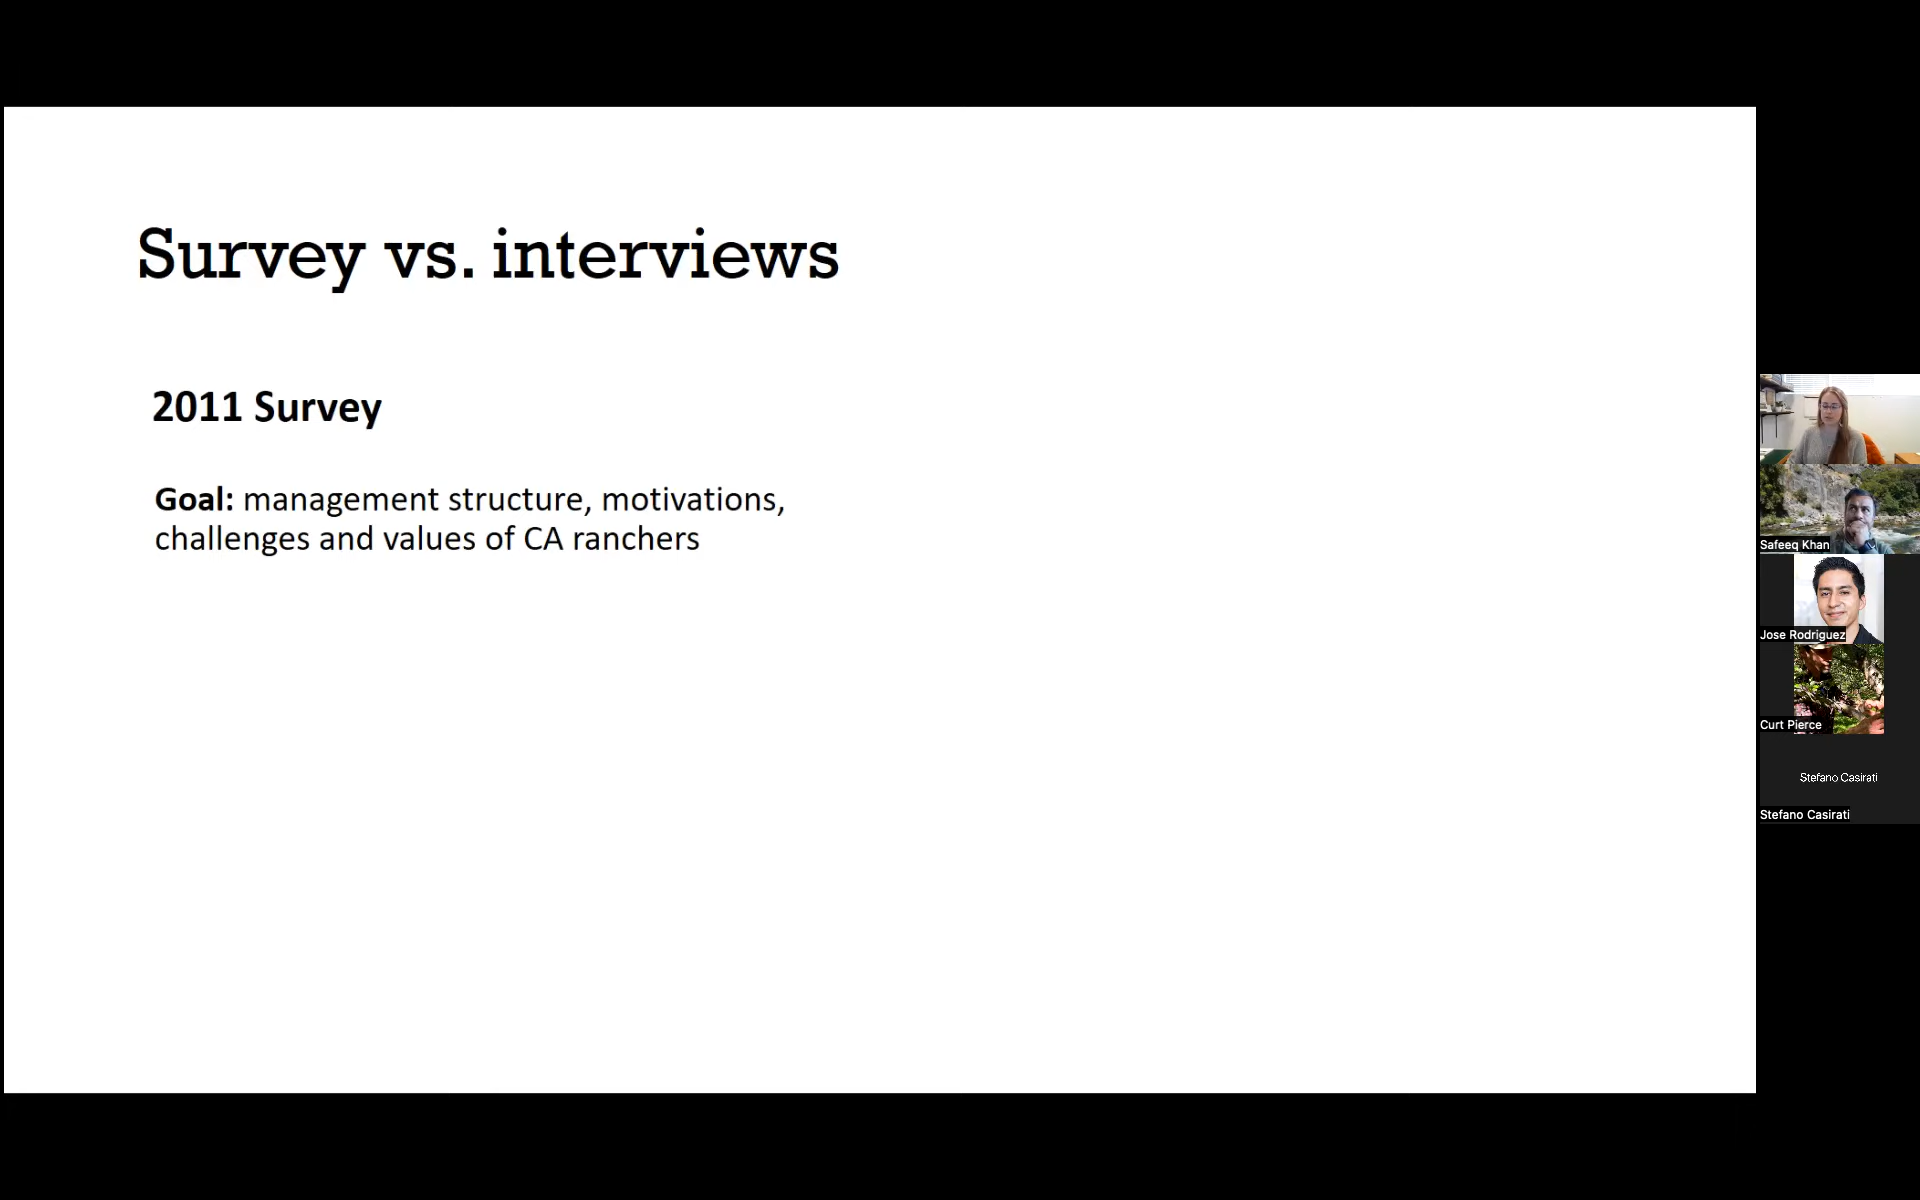 Survey vs. interviews
2011 Survey
Goal: management structure, motivations,
challenges and values of CA ranchers
Safeeq Khan
Jose Rodriguez
Curt Pierce
Stefano Casirati
Stefano Casirati